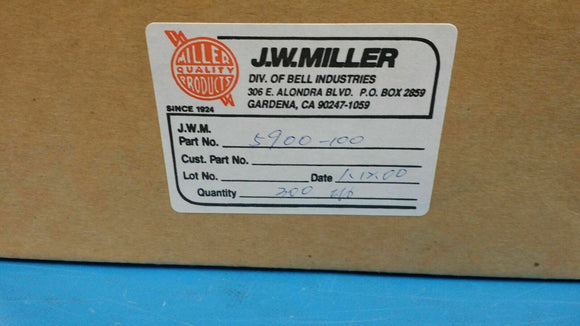 MILLER
QUALITY
PRODUCTS
SINCE 1924
J.W.MILLER
DIV. OF BELL INDUSTRIES
306 E. ALONDRA BLVD. P.O. BOX 2859
GARDENA, CA 90247-1059
J.W.M.
Part No. 5900-100
Cust. Part No.
Lot No. Date
Quantity 200